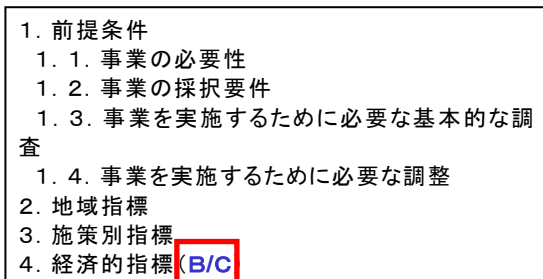 1．前提条件
1．1．事業の必要性
1．2．事業の採択要件
1．3．事業を実施するために必要な基本的な調
査
1．4．事業を実施するために必要な調整
2．地域指標
3．施策別指標
4．経済的指標（B/C）